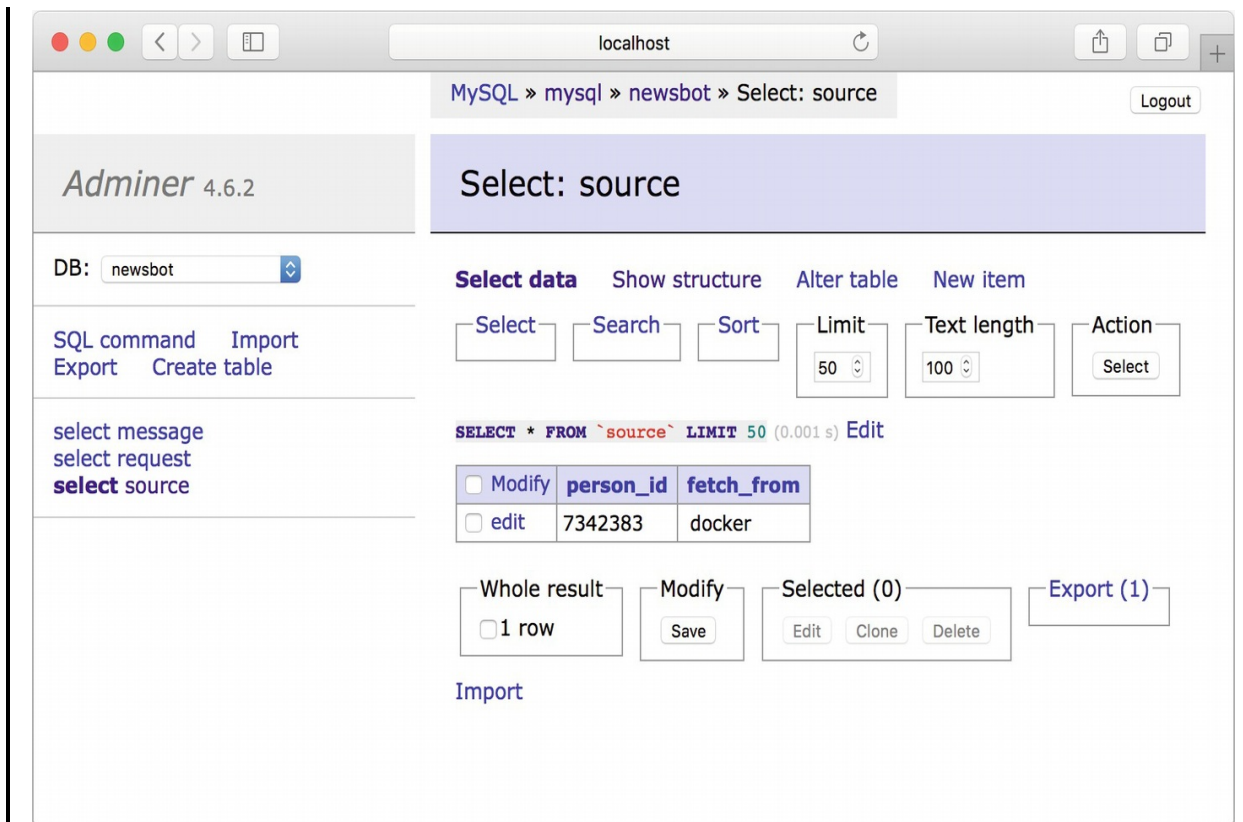 localhost
MySQL » mysql » newsbot » Select: source
Logout
Adminer 4.6.2
Select: source
DB: newsbot
SQL command Import
Export Create table
select message
select request
select source
Select data Show structure Alter table New item
Select Search Sort Limit Text length Action
50 100 Select
SELECT * FROM `source` LIMIT 50 (0.001 s) Edit
Modify person_id fetch_from
edit 7342383 docker
Whole result Modify Selected (0) Export (1)
1 row Save Edit Clone Delete
Import